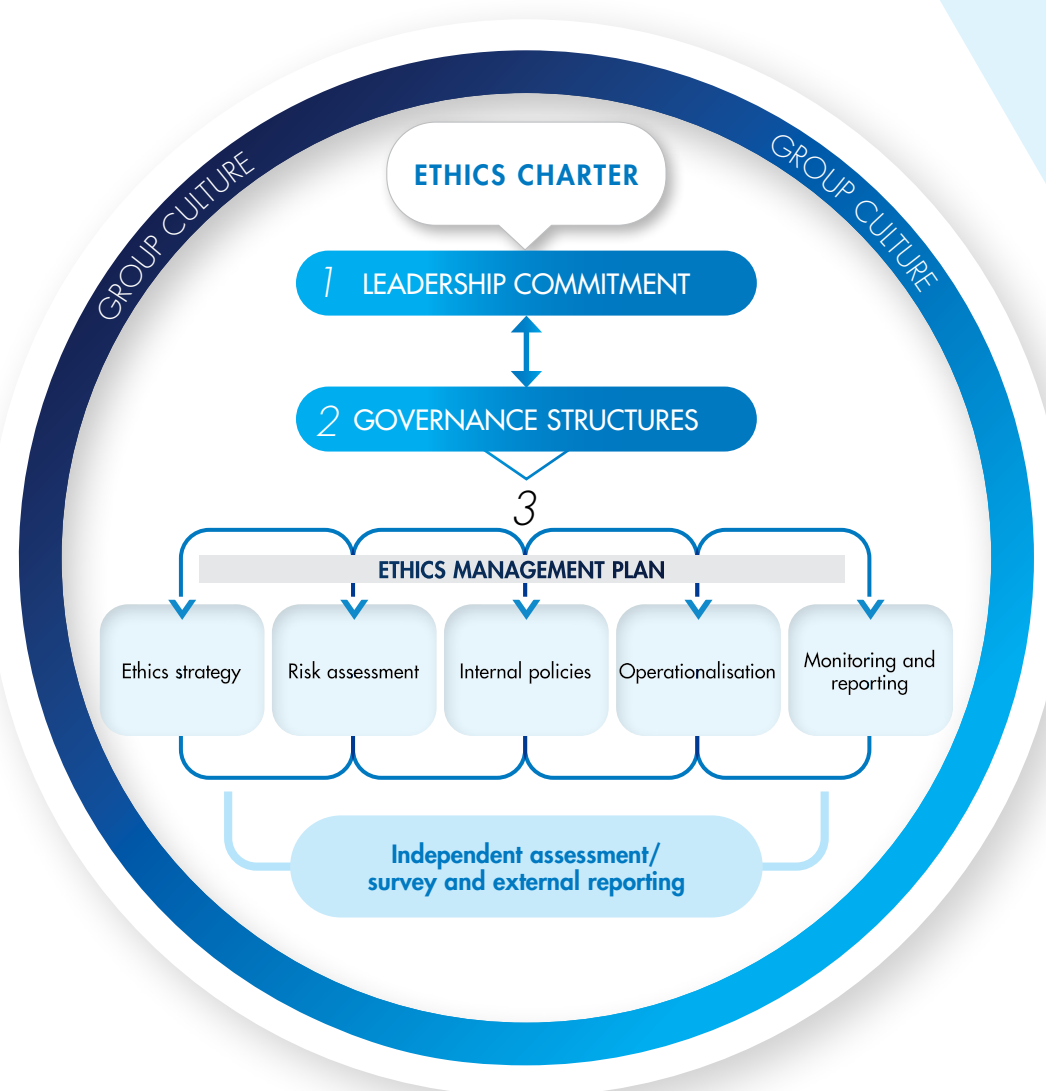 GROUP CULTURE
GROUP CULTURE
ETHICS CHARTER
1 LEADERSHIP COMMITMENT
2 GOVERNANCE STRUCTURES
3
ETHICS MANAGEMENT PLAN
Ethics strategy
Risk assessment
Internal policies
Operationalisation
Monitoring and
reporting
Independent assessment/
survey and external reporting